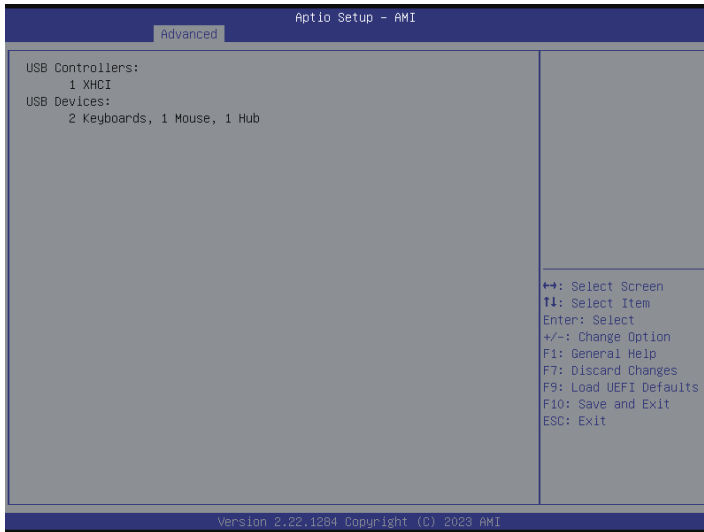 Aptio Setup – AMI
Advanced
USB Controllers:
1 XHCI
USB Devices:
2 Keyboards, 1 Mouse, 1 Hub
↔: Select Screen
↑↓: Select Item
Enter: Select
+/-: Change Option
F1: General Help
F7: Discard Changes
F9: Load UEFI Defaults
F10: Save and Exit
ESC: Exit
Version 2.22.1284 Copyright (C) 2023 AMI